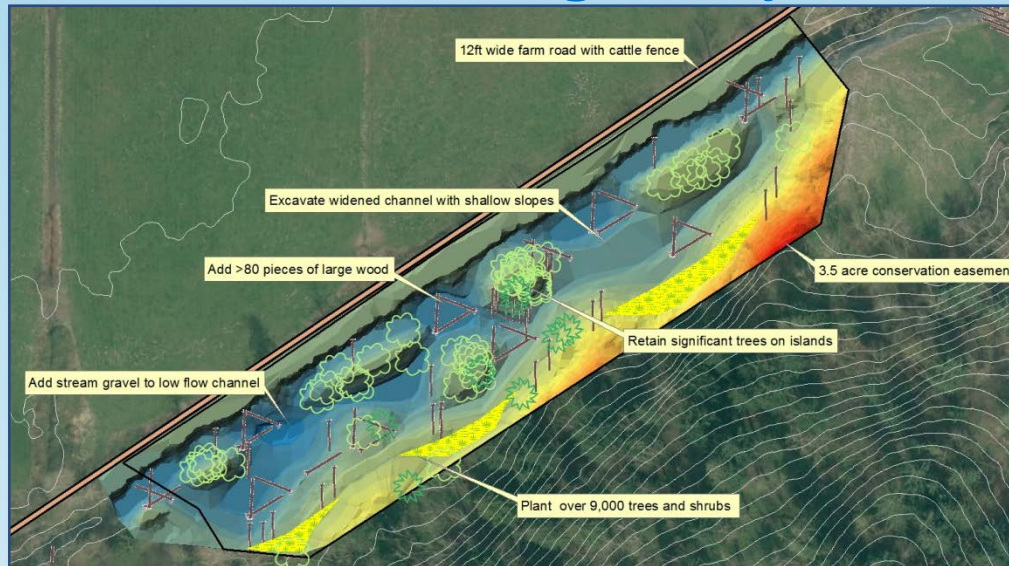 12ft wide farm road with cattle fence
Excavate widened channel with shallow slopes
Add >80 pieces of large wood
3.5 acre conservation easemen
Retain significant trees on islands
Add stream gravel to low flow channel
Plant over 9,000 trees and shrubs